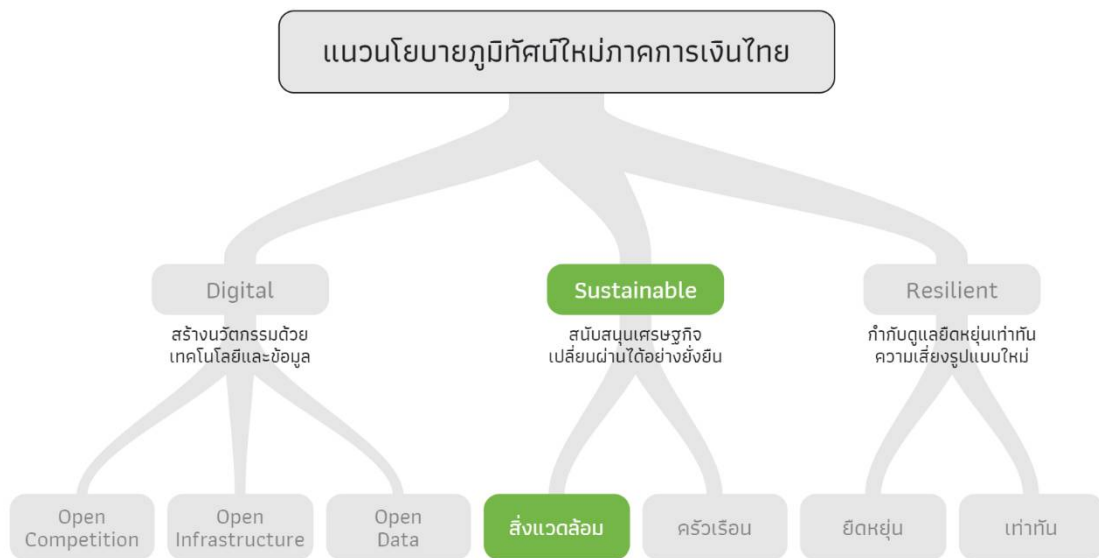 แนวนโยบายภูมิทัศน์ใหม่ภาคการเงินไทย
Digital
สร้างนวัตกรรมด้วย
เทคโนโลยีและข้อมูล
Sustainable
สนับสนุนเศรษฐกิจ
เปลี่ยนผ่านได้อย่างยั่งยืน
Resilient
กำกับดูแลยืดหยุ่นเท่าทัน
ความเสี่ยงรูปแบบใหม่
Open
Competition
Open
Infrastructure
Open
Data
สิ่งแวดล้อม
ครัวเรือน
ยืดหยุ่น
เท่าทัน